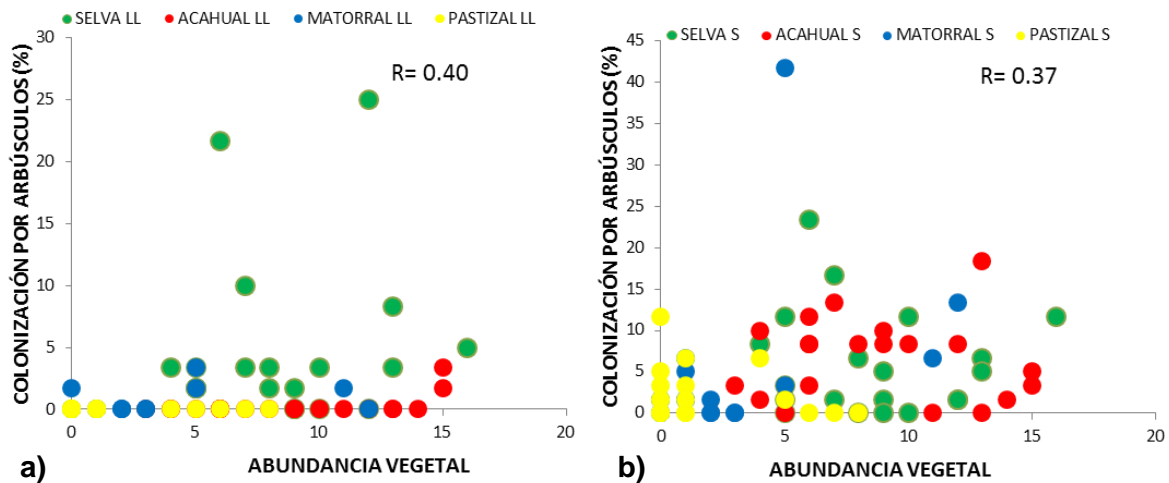 SELVA LL ACAHUAL LL MATORRAL LL PASTIZAL LL
R= 0.40
COLONIZACIÓN POR ARBÚSCULOS (%)
30
25
20
15
10
5
0
0 5 10 15 20
ABUNDANCIA VEGETAL
a)
SELVA S ACAHUAL S MATORRAL S PASTIZAL S
R= 0.37
COLONIZACIÓN POR ARBÚSCULOS (%)
45
40
35
30
25
20
15
10
5
0
0 5 10 15 20
ABUNDANCIA VEGETAL
b)